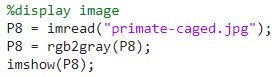 %display image
P8 = imread("primate-caged.jpg");
P8 = rgb2gray(P8);
imshow(P8);